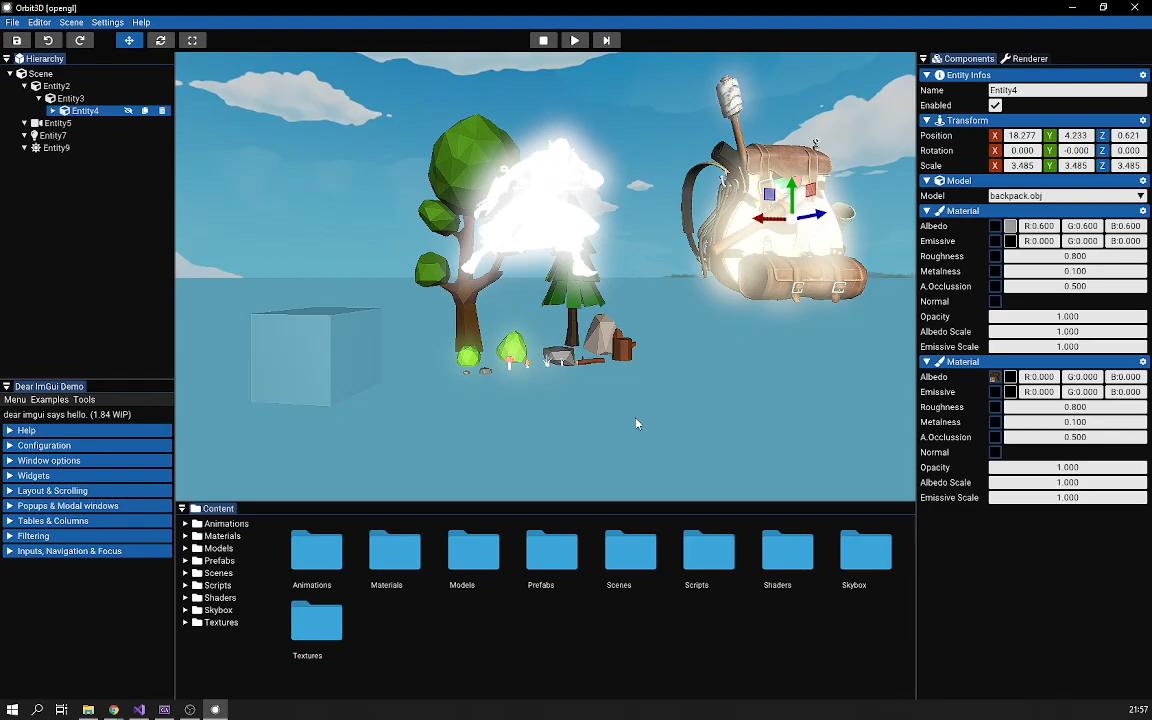 Orbit3D [opengl]
File Editor Scene Settings Help
Hierarchy
Scene
Entity2
Entity3
Entity4
Entity5
Entity7
Entity9
Dear ImGui Demo
Menu Examples Tools
dear imgui says hello. (1.84 WIP)
Help
Configuration
Window options
Widgets
Layout & Scrolling
Popups & Modal windows
Tables & Columns
Filtering
Inputs, Navigation & Focus
Content
Animations
Materials
Models
Prefabs
Scenes
Scripts
Shaders
Skybox
Textures
Animations Materials Models Prefabs Scenes Scripts Shaders Skybox
Textures
Components Renderer
Entity Infos
Name Entity4
Enabled
Transform
Position X 18.277 Y 4.233 Z 0.621
Rotation X 0.000 Y -0.000 Z 0.000
Scale X 3.485 Y 3.485 Z 3.485
Model
Model backpack.obj
Material
Albedo R:0.600 G:0.600 B:0.600
Emissive R:0.000 G:0.000 B:0.000
Roughness 0.800
Metalness 0.100
A.Occlussion 0.500
Normal
Opacity 1.000
Albedo Scale 1.000
Emissive Scale 1.000
Material
Albedo R:0.000 G:0.000 B:0.000
Emissive R:0.000 G:0.000 B:0.000
Roughness 0.800
Metalness 0.100
A.Occlussion 0.500
Normal
Opacity 1.000
Albedo Scale 1.000
Emissive Scale 1.000
21:57